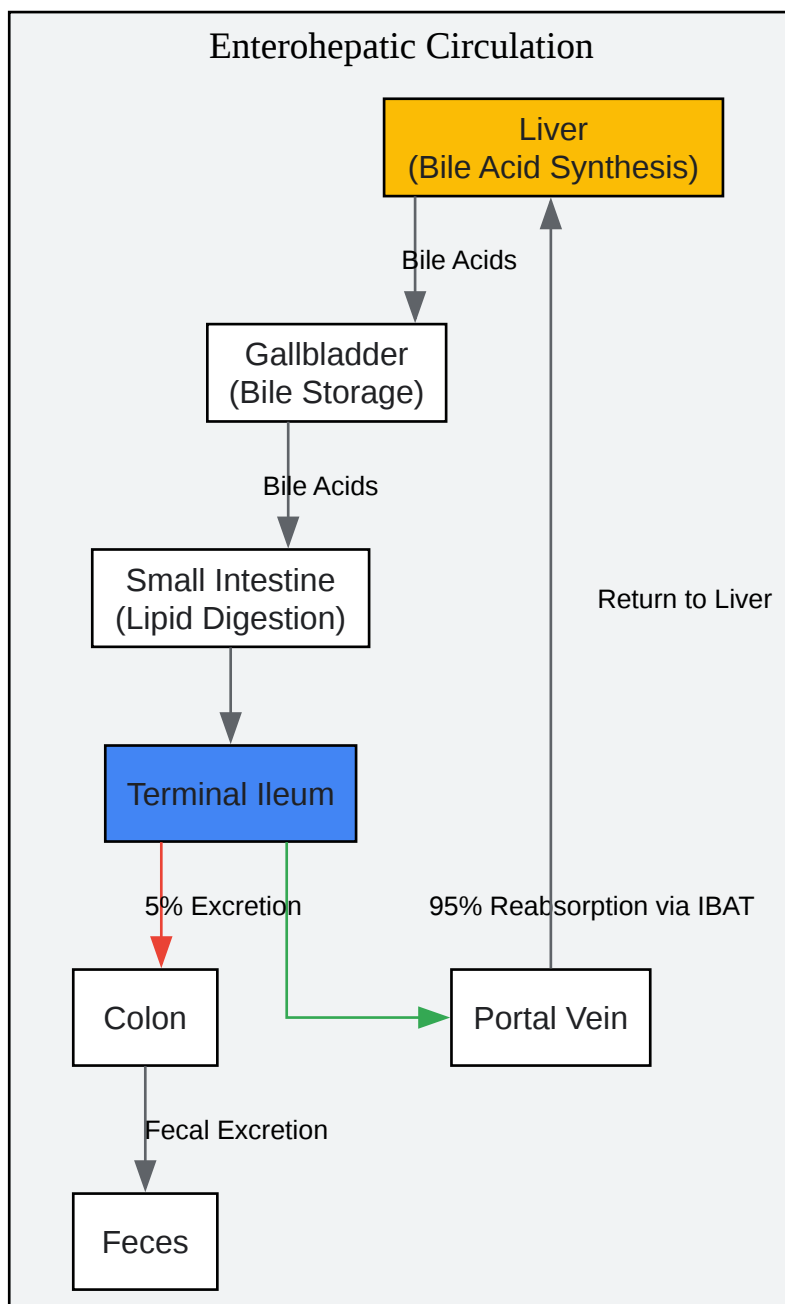 Enterohepatic Circulation
Liver
(Bile Acid Synthesis)
Bile Acids
Gallbladder
(Bile Storage)
Bile Acids
Small Intestine
(Lipid Digestion)
Return to Liver
Terminal Ileum
5% Excretion
95% Reabsorption via IBAT
Colon
Portal Vein
Fecal Excretion
Feces